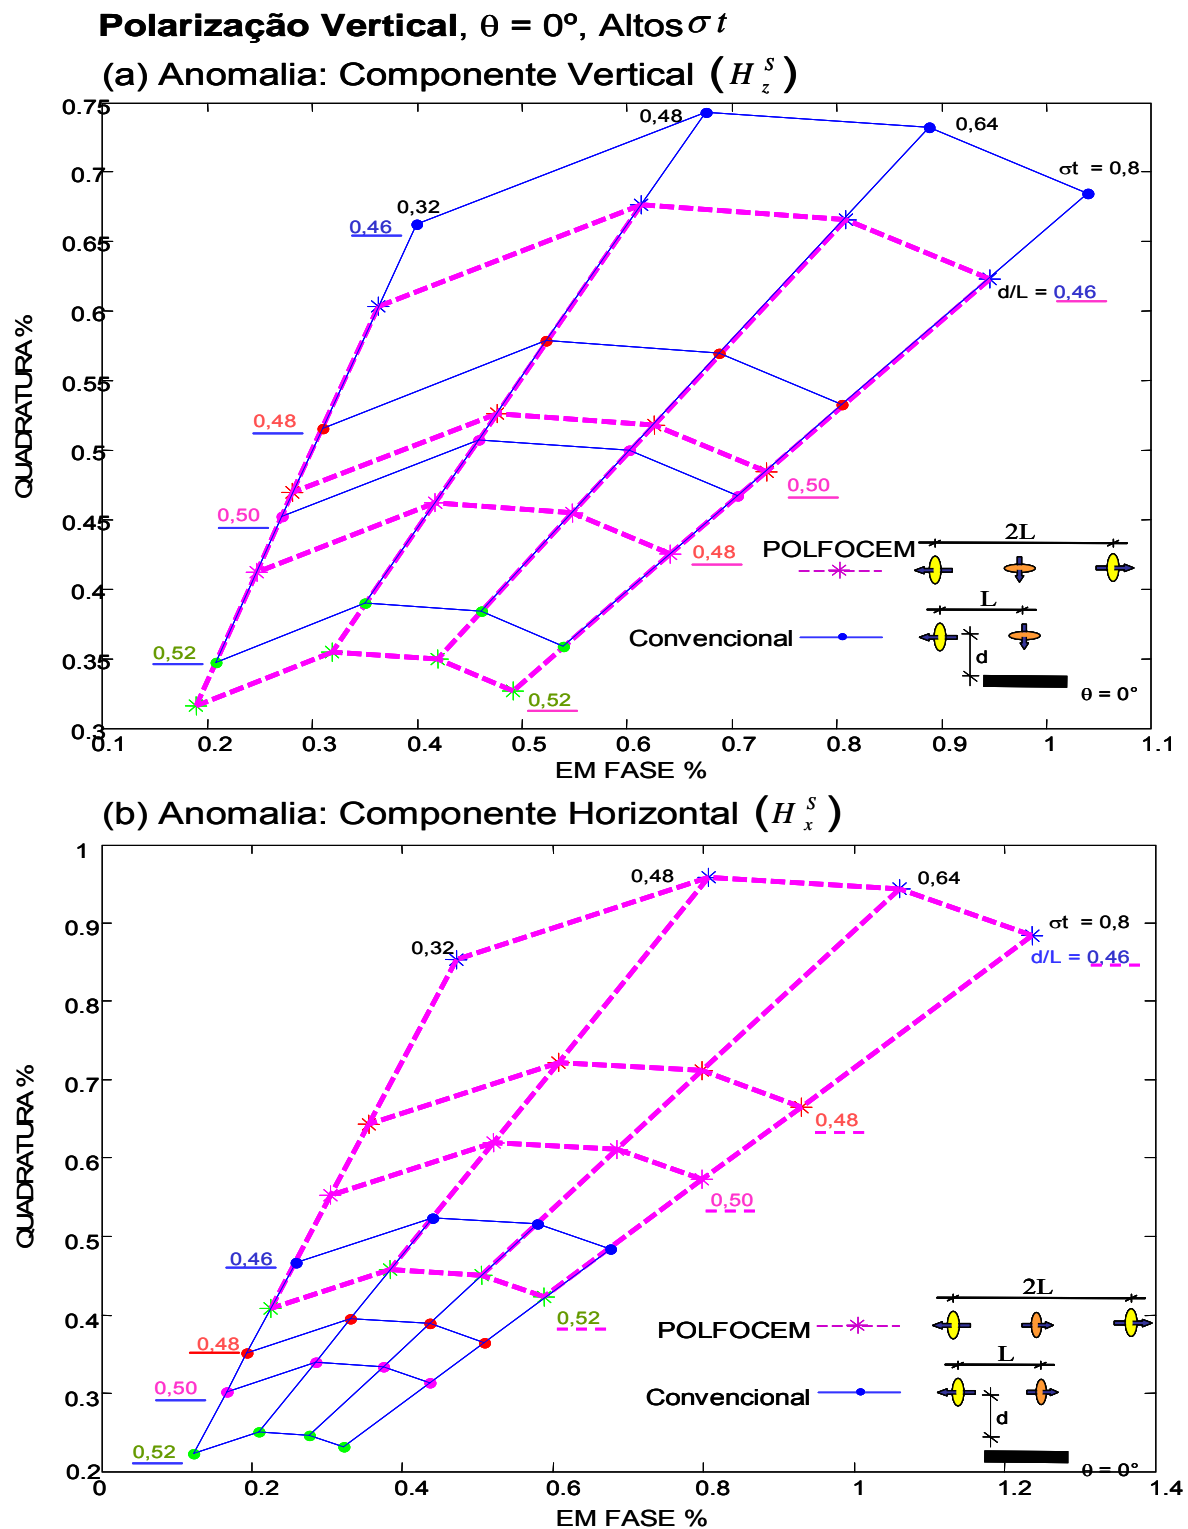 Polarização Vertical, θ = 0º, Altos σ t
(a) Anomalia: Componente Vertical (H z s)
0.75
0.7
0.65
0.6
0.55
0.5
0.45
0.4
0.35
0.3
QUADRATURA %
0,48
0,64
σt = 0,8
0,32
0,46
d/L = 0,46
0,48
0,50
0,50
0,48
0,52
0,52
2L
POLFOCEM
L
Convencional
d
θ = 0°
0.1
0.2
0.3
0.4
0.5
0.6
0.7
0.8
0.9
1
1.1
EM FASE %
(b) Anomalia: Componente Horizontal (H x s)
1
0.9
0.8
0.7
0.6
0.5
0.4
0.3
0.2
QUADRATURA %
0,48
0,64
σt = 0,8
0,32
d/L = 0,46
0,48
0,50
0,46
0,52
0,48
0,50
0,52
2L
POLFOCEM
L
Convencional
d
θ = 0°
0
0.2
0.4
0.6
0.8
1
1.2
1.4
EM FASE %